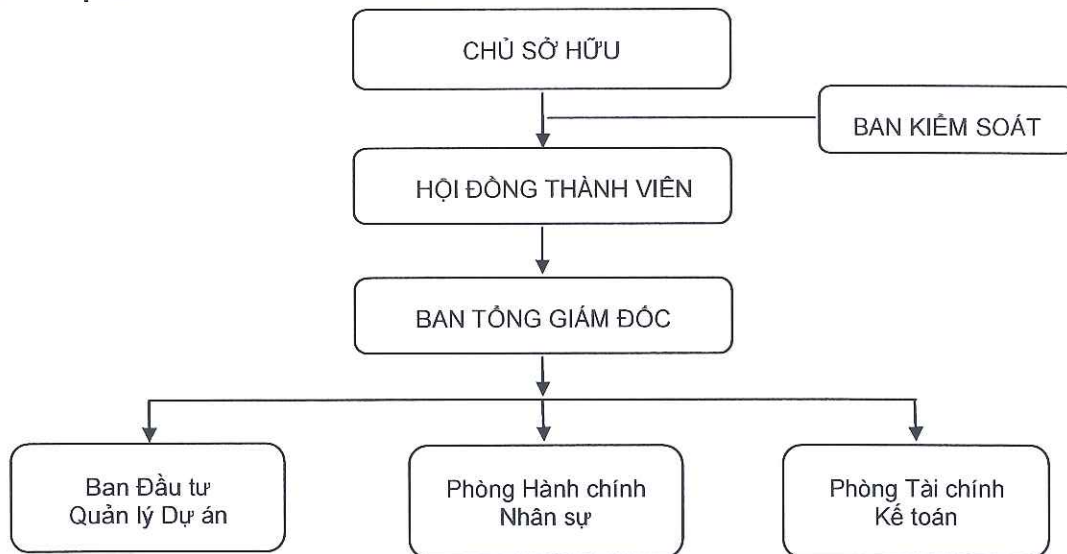 CHỦ SỞ HỮU
BAN KIỂM SOÁT
HỘI ĐỒNG THÀNH VIÊN
BAN TỔNG GIÁM ĐỐC
Ban Đầu tư
Quản lý Dự án
Phòng Hành chính
Nhân sự
Phòng Tài chính
Kế toán